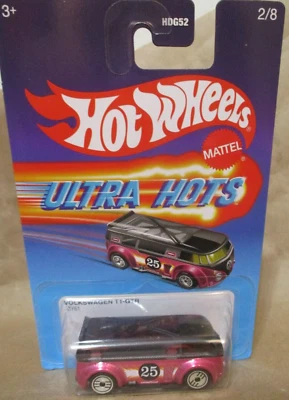 3+
HDG52
2/8
HOT WHEELS
MATTEL
ULTRA HOTS
25
VOLKSWAGEN T1-GTR
25